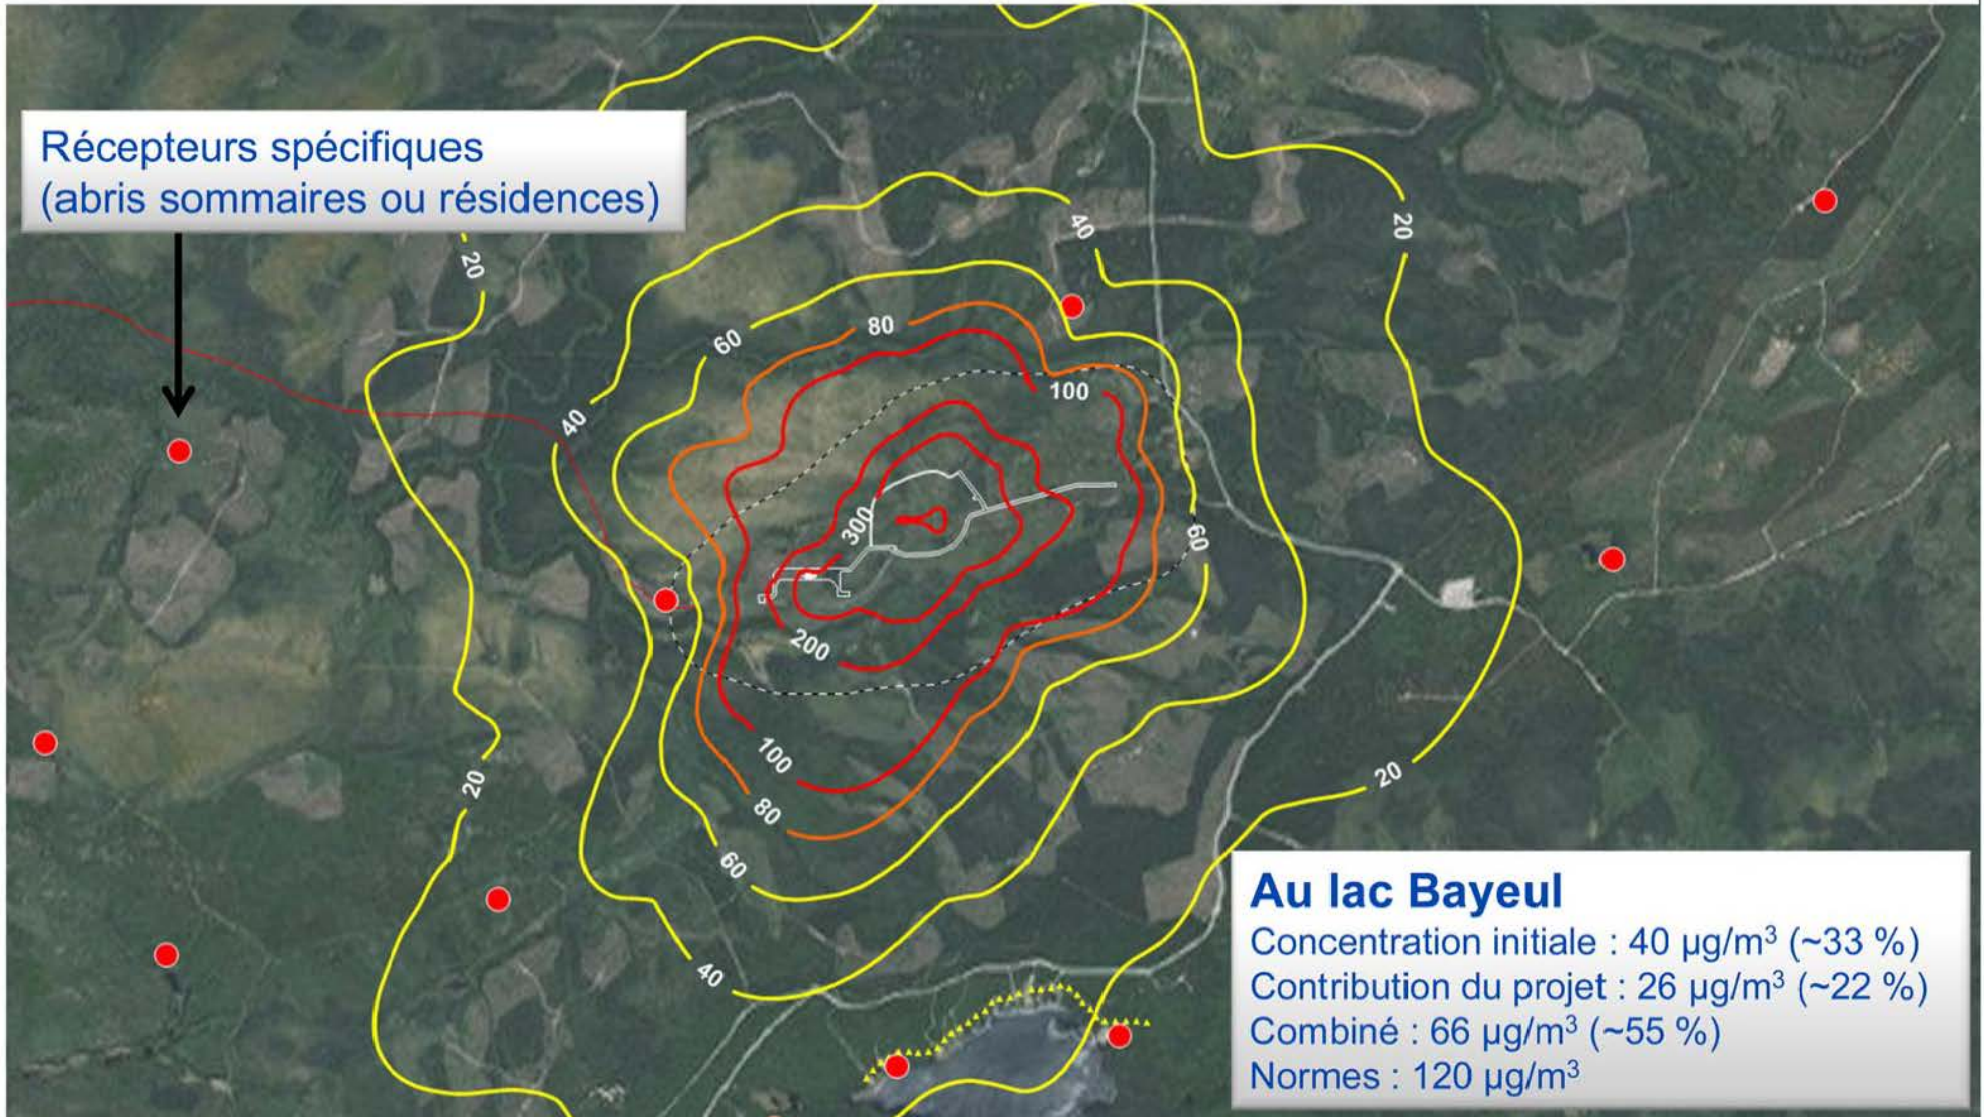 Récepteurs spécifiques
(abris sommaires ou résidences)
20
40
20
60
80
100
40
300
60
200
100
20
80
20
60
40
Au lac Bayeul
Concentration initiale : 40 µg/m³ (~33 %)
Contribution du projet : 26 µg/m³ (~22 %)
Combiné : 66 µg/m³ (~55 %)
Normes : 120 µg/m³